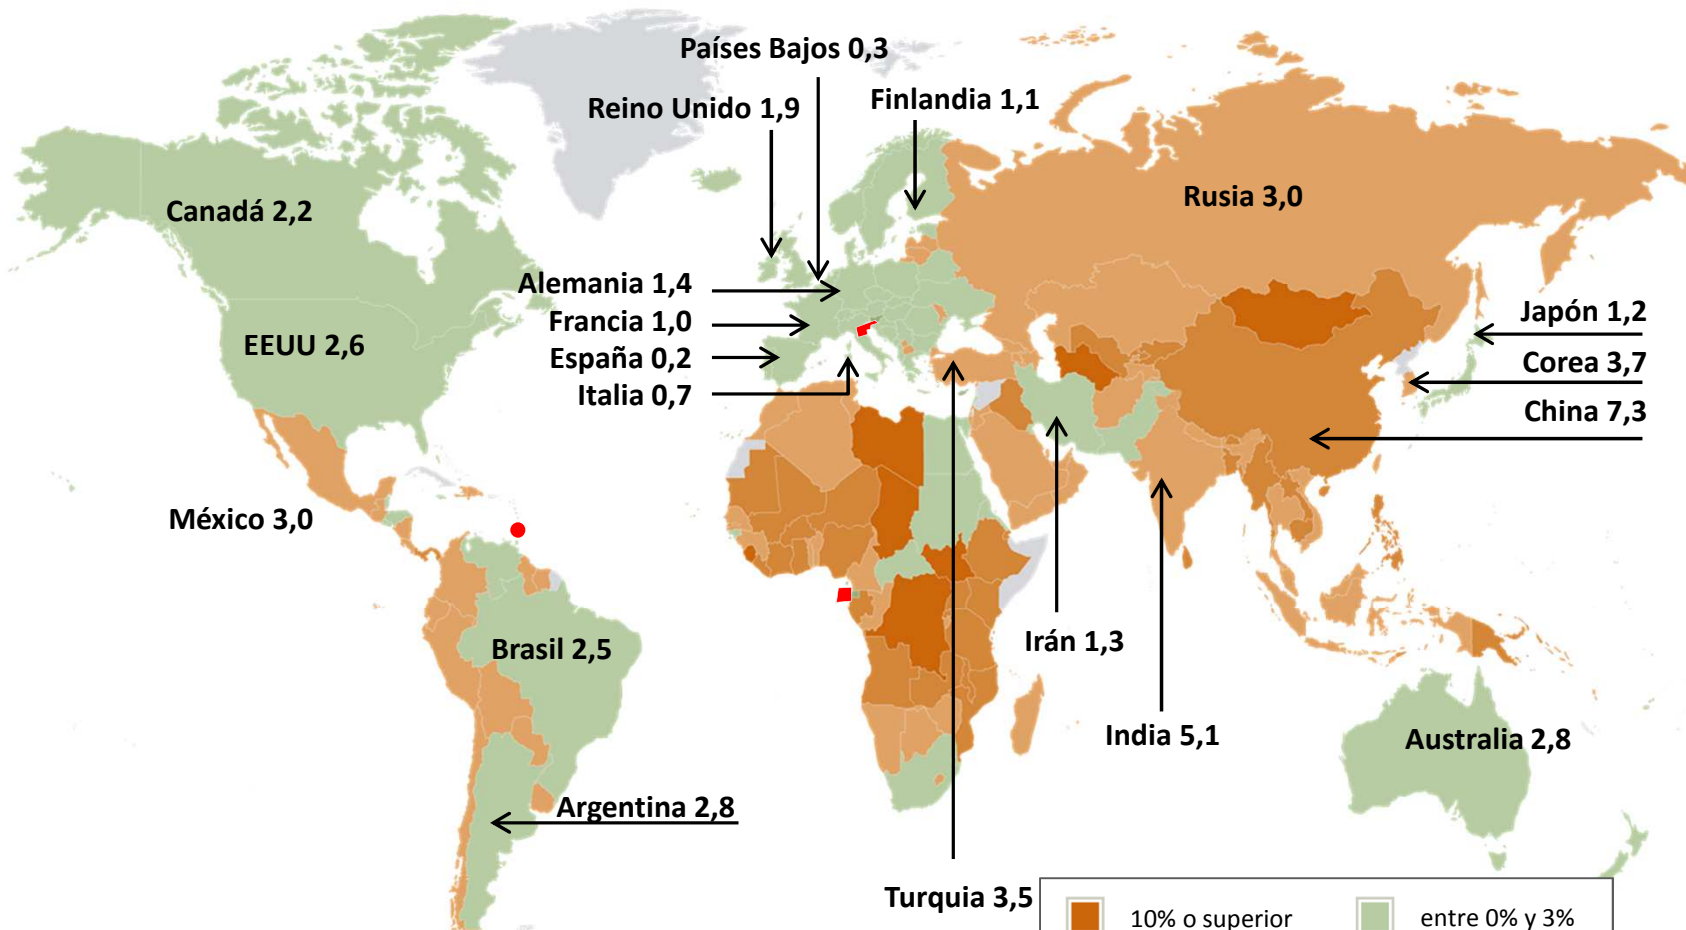 Países Bajos 0,3
Reino Unido 1,9
Finlandia 1,1
Canadá 2,2
Rusia 3,0
Alemania 1,4
Francia 1,0
España 0,2
Italia 0,7
EEUU 2,6
Japón 1,2
Corea 3,7
China 7,3
México 3,0
Brasil 2,5
Irán 1,3
India 5,1
Australia 2,8
Argentina 2,8
Turquia 3,5
10% o superior
entre 0% y 3%